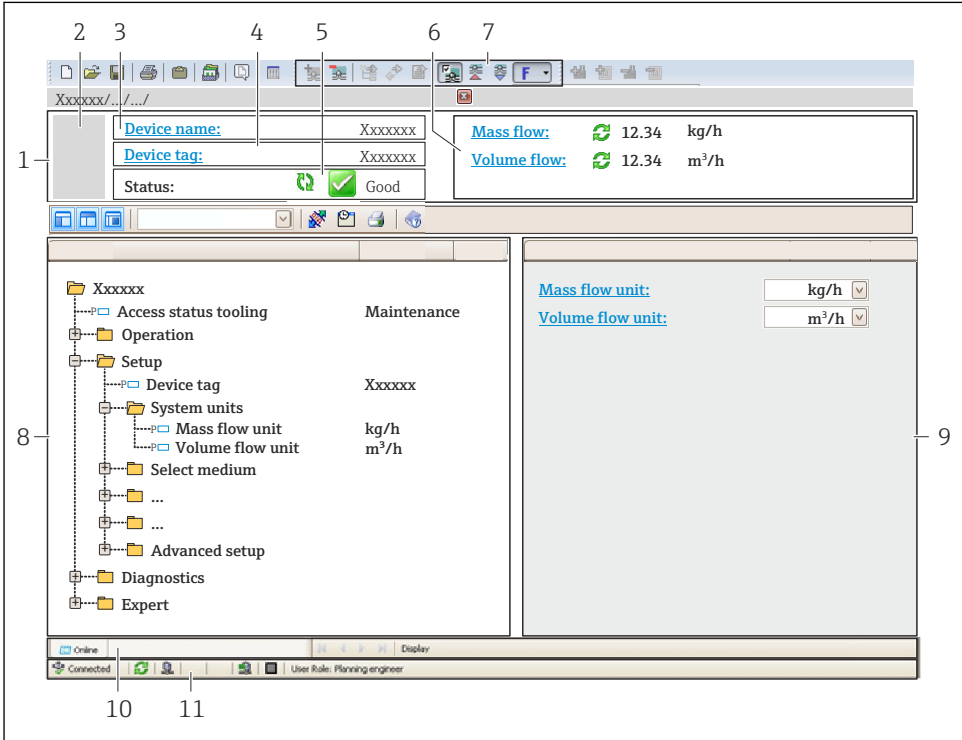 2 3 4 5 6 7
F
Xxxxxx/.../.../
1
Device name: Xxxxxxx
Device tag: Xxxxxxx
Status: Good
Mass flow: 12.34 kg/h
Volume flow: 12.34 m³/h
Xxxxxx
P Access status tooling Maintenance
Operation
Setup
P Device tag Xxxxxx
System units
P Mass flow unit kg/h
P Volume flow unit m³/h
Select medium
...
...
Advanced setup
Diagnostics
Expert
8
Mass flow unit: kg/h
Volume flow unit: m³/h
9
Online Display
Connected User Role: Planning engineer
10 11